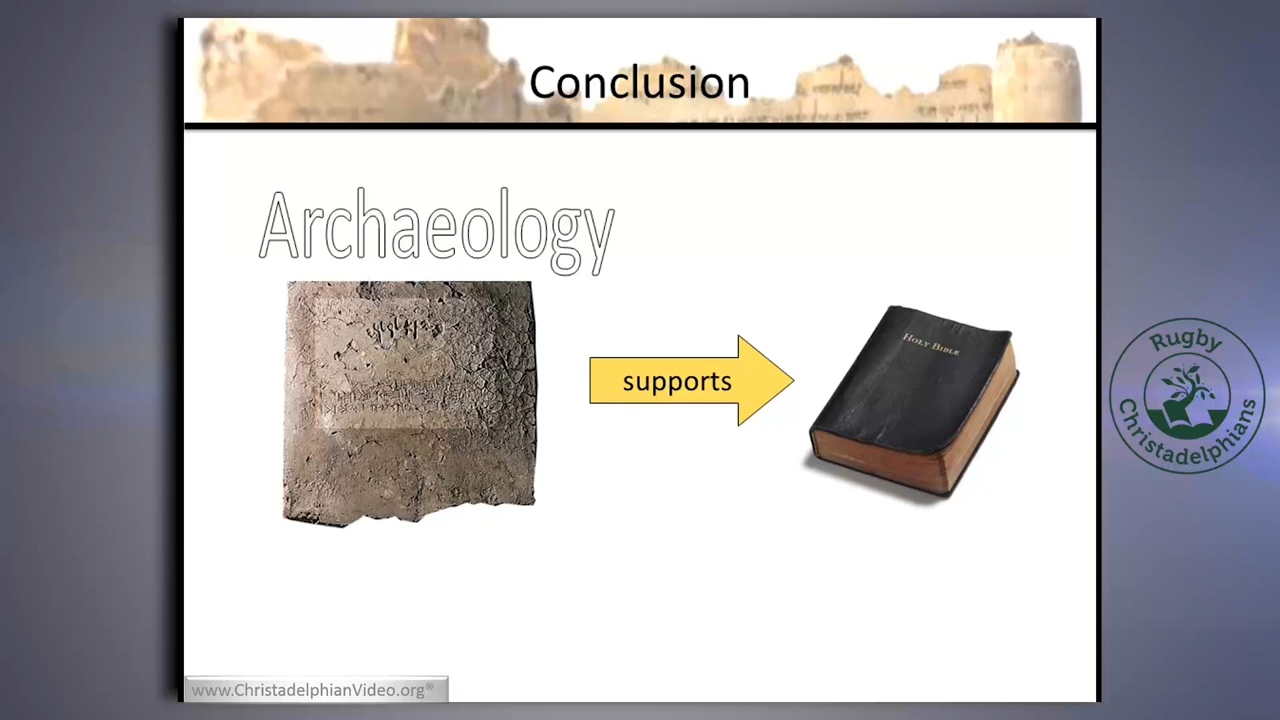 Conclusion
Archaeology
supports
HOLY BIBLE
Rugby
Christadelphians
www.ChristadelphianVideo.org®